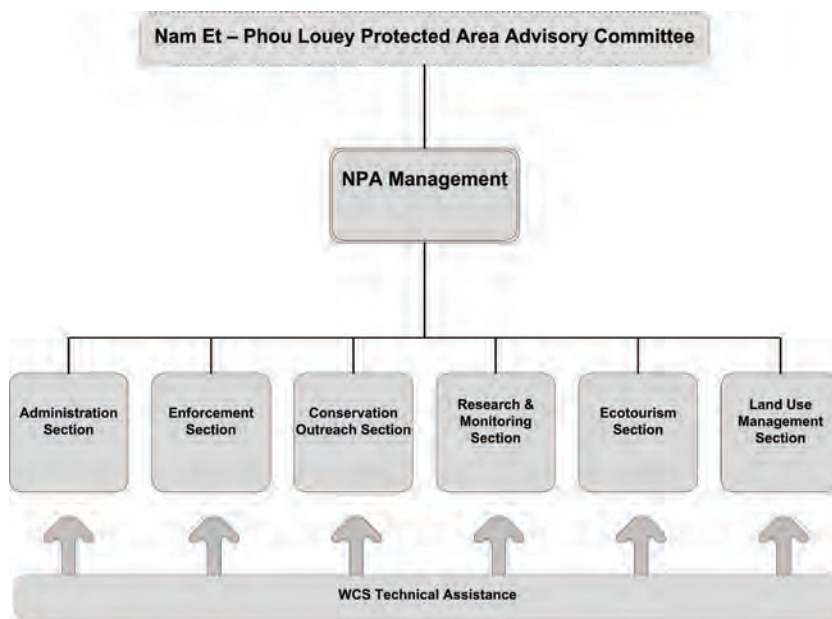 Nam Et – Phou Louey Protected Area Advisory Committee
NPA Management
Administration
Section
Enforcement
Section
Conservation
Outreach Section
Research &
Monitoring
Section
Ecotourism
Section
Land Use
Management
Section
WCS Technical Assistance